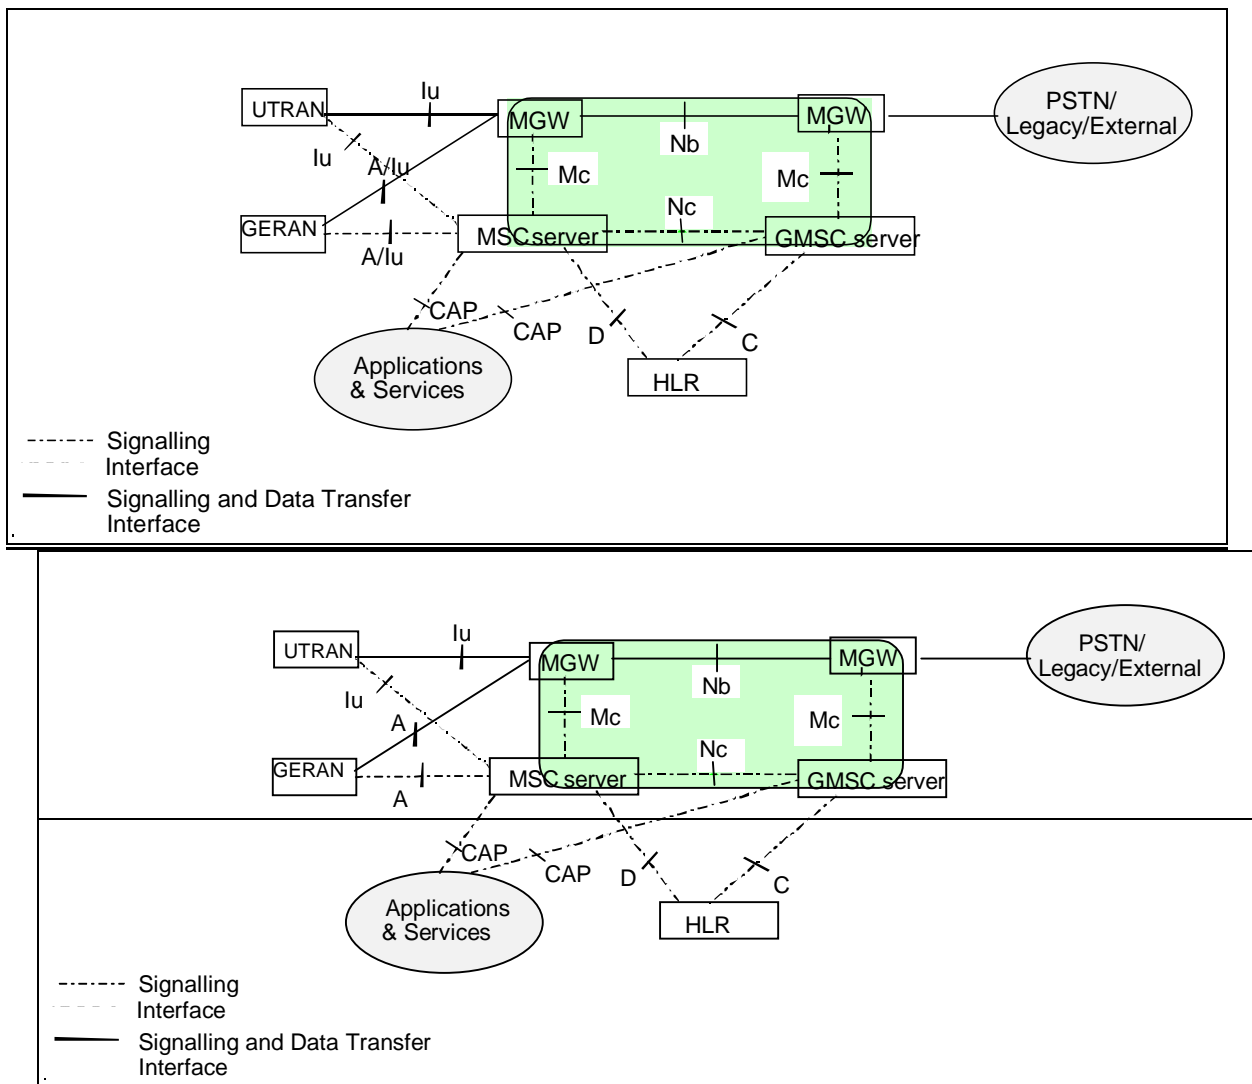 Iu
UTRAN
MGW
MGW
PSTN/
Legacy/External
Iu
A/Iu
Nb
Mc
Mc
Nc
GERAN
MSC server
GMSC server
A/Iu
CAP
CAP
D
C
Applications
& Services
HLR
Signalling
Interface
Signalling and Data Transfer
Interface
.
Iu
UTRAN
MGW
MGW
PSTN/
Legacy/External
Iu
A
Nb
Mc
Mc
Nc
GERAN
MSC server
GMSC server
A
CAP
CAP
D
C
Applications
& Services
HLR
Signalling
Interface
Signalling and Data Transfer
Interface
.